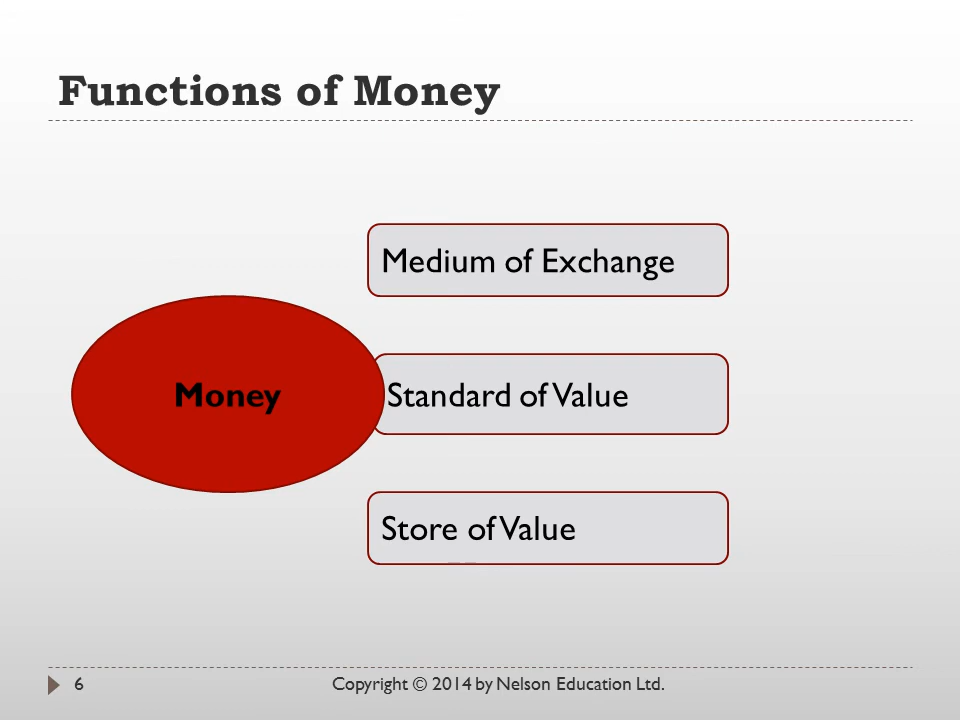 Functions of Money
Medium of Exchange
Money
Standard of Value
Store of Value
6
Copyright © 2014 by Nelson Education Ltd.